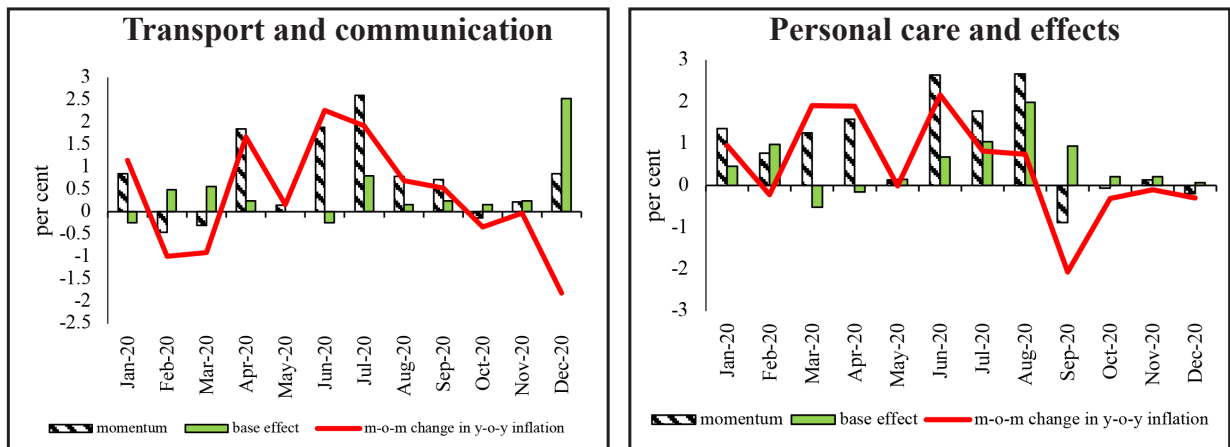 Transport and communication
per cent
3
2.5
2
1.5
1
0.5
0
-0.5
-1
-1.5
-2
-2.5
Jan-20
Feb-20
Mar-20
Apr-20
May-20
Jun-20
Jul-20
Aug-20
Sep-20
Oct-20
Nov-20
Dec-20
momentum base effect m-o-m change in y-o-y inflation
Personal care and effects
per cent
3
2
1
0
-1
-2
-3
Jan-20
Feb-20
Mar-20
Apr-20
May-20
Jun-20
Jul-20
Aug-20
Sep-20
Oct-20
Nov-20
Dec-20
momentum base effect m-o-m change in y-o-y inflation